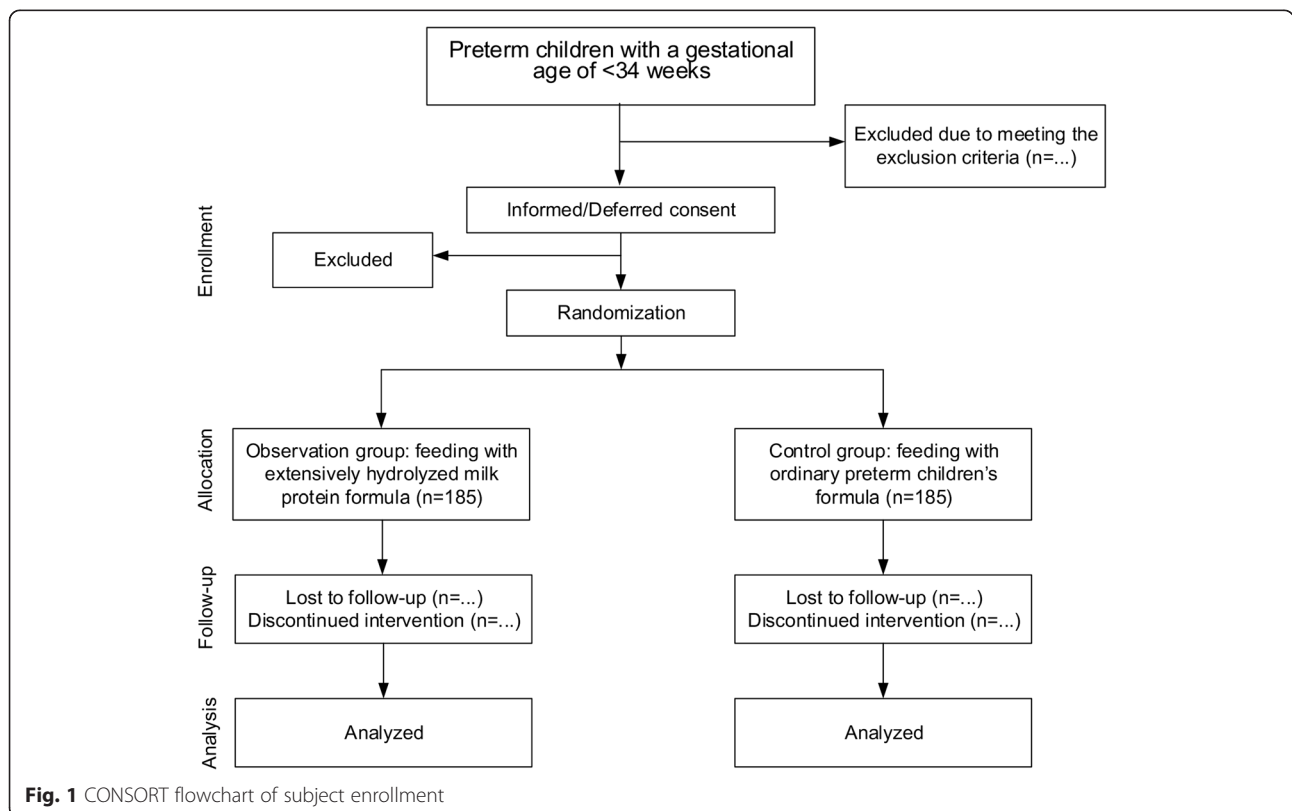 Preterm children with a gestational
age of <34 weeks
Excluded due to meeting the
exclusion criteria (n=...)
Enrollment
Informed/Deferred consent
Excluded
Randomization
Allocation
Observation group: feeding with
extensively hydrolyzed milk
protein formula (n=185)
Control group: feeding with
ordinary preterm children's
formula (n=185)
Follow-up
Lost to follow-up (n=...)
Discontinued intervention (n=...)
Lost to follow-up (n=...)
Discontinued intervention (n=...)
Analysis
Analyzed
Analyzed
Fig. 1 CONSORT flowchart of subject enrollment